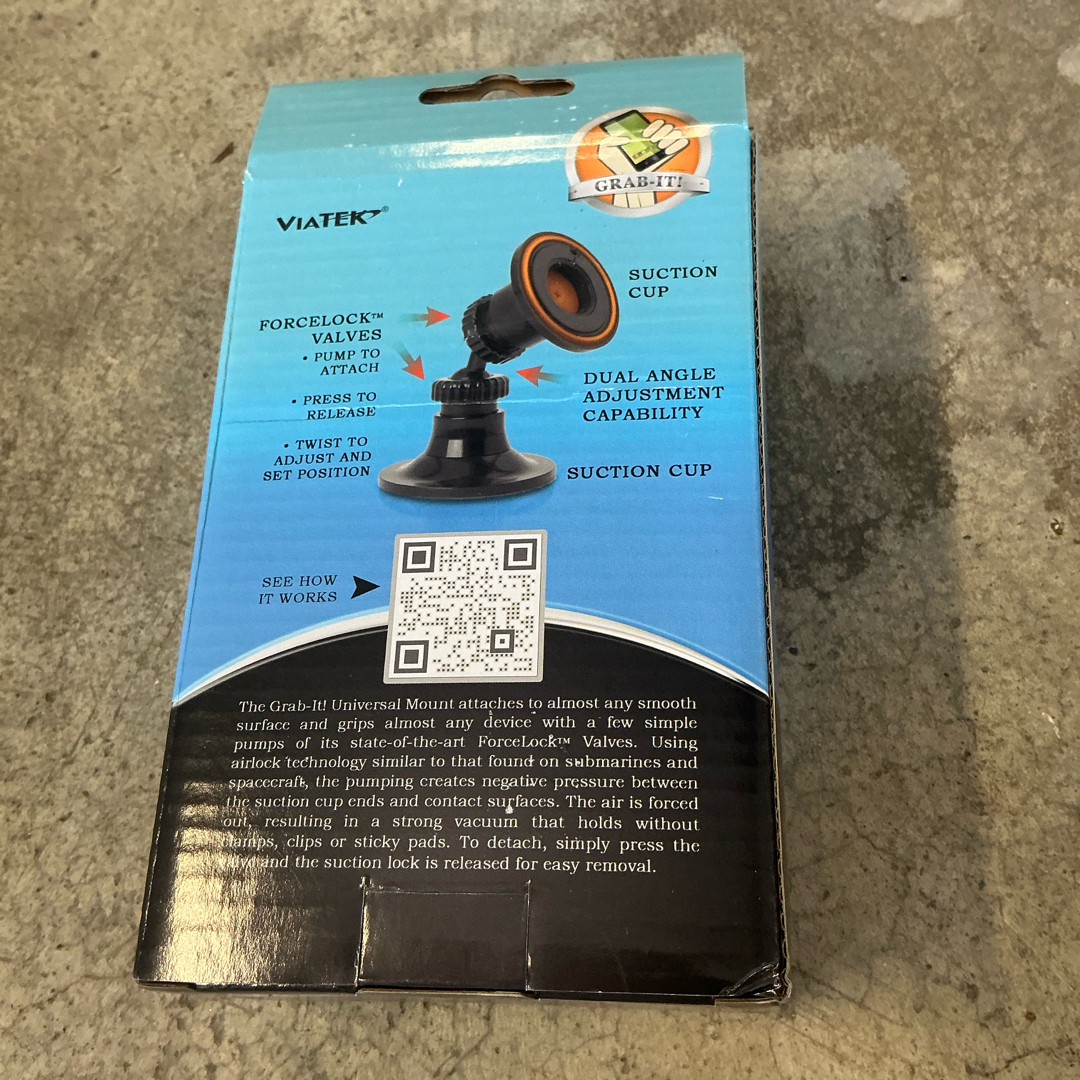 GRAB-IT!
VIATEK®
SUCTION
CUP
FORCELOCK™
VALVES
• PUMP TO
ATTACH
• PRESS TO
RELEASE
• TWIST TO
ADJUST AND
SET POSITION
DUAL ANGLE
ADJUSTMENT
CAPABILITY
SUCTION CUP
SEE HOW
IT WORKS
The Grab-It! Universal Mount attaches to almost any smooth
surface and grips almost any device with a few simple
pumps of its state-of-the-art ForceLock™ Valves. Using
airlock technology similar to that found on submarines and
spacecraft, the pumping creates negative pressure between
the suction cup ends and contact surfaces. The air is forced
out, resulting in a strong vacuum that holds without
clamps, clips or sticky pads. To detach, simply press the
valve and the suction lock is released for easy removal.